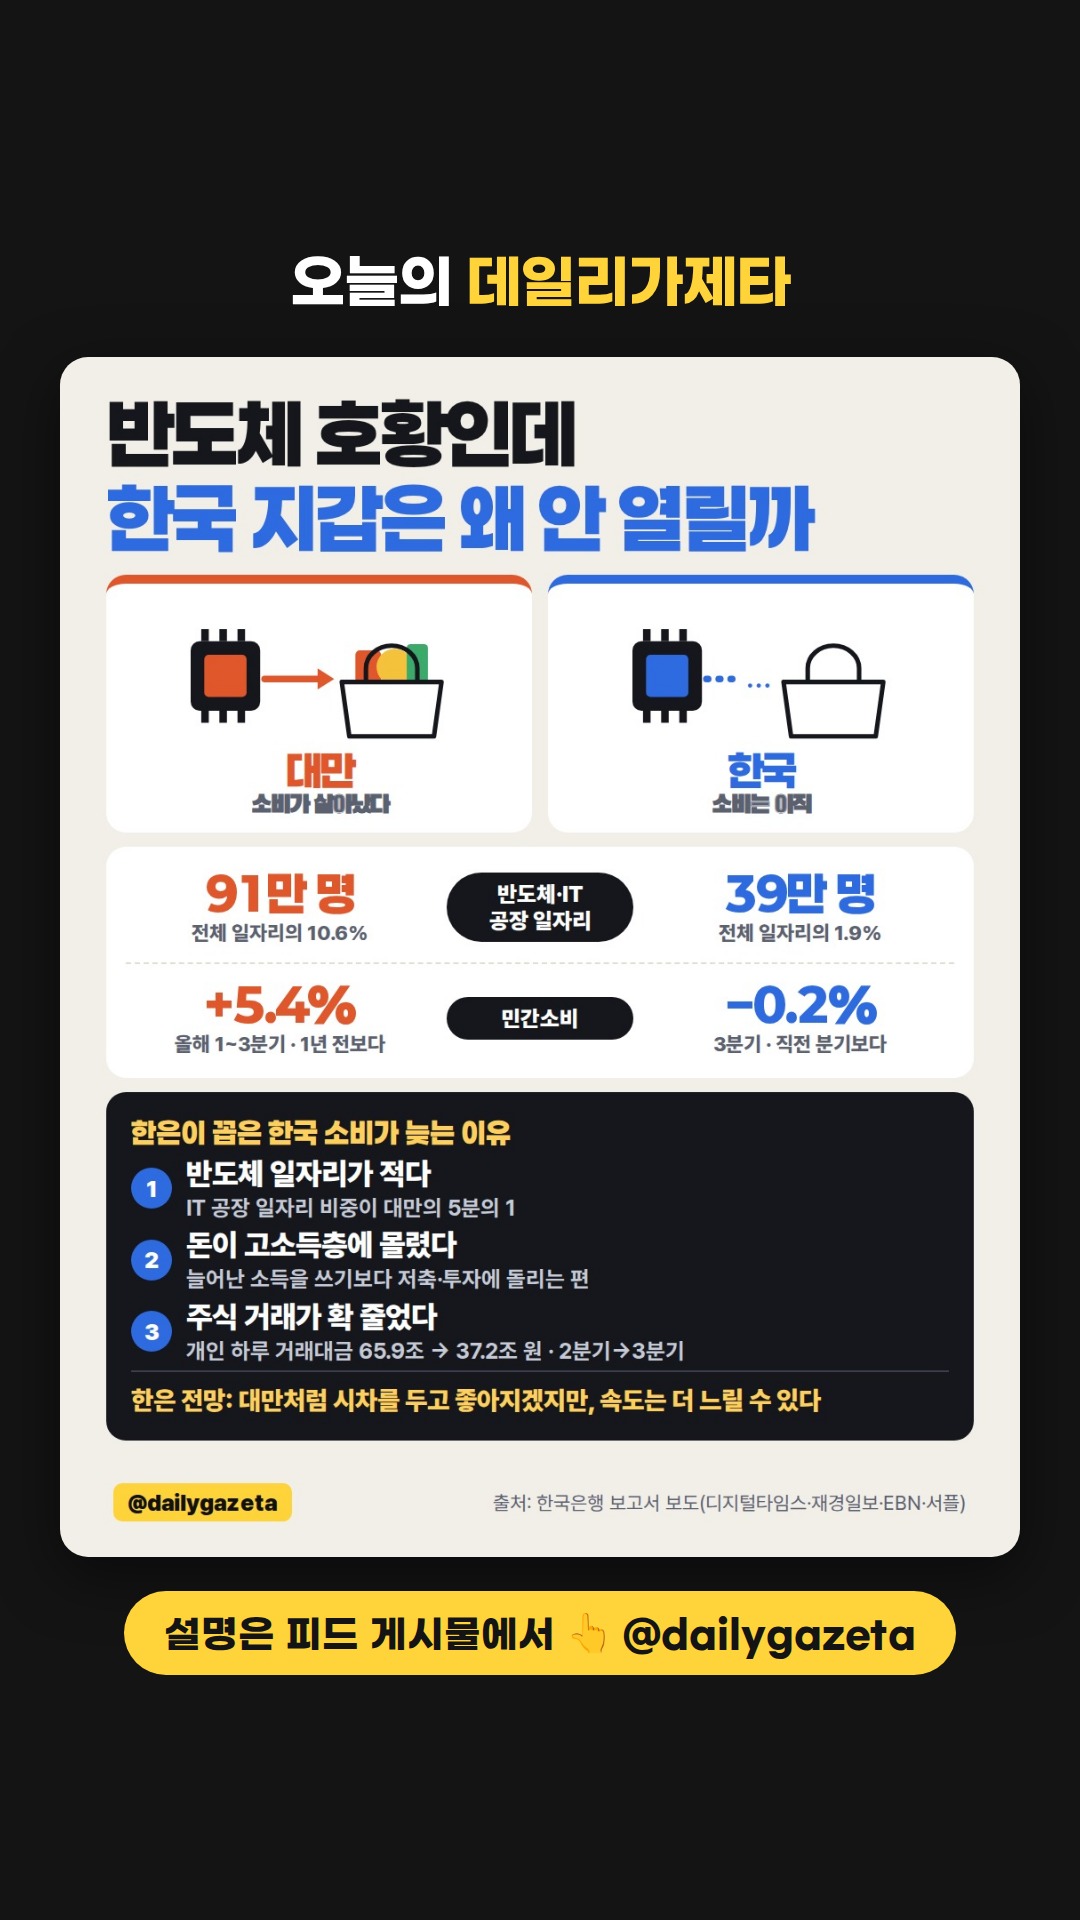 오늘의 데일리가제타
반도체 호황인데
한국 지갑은 왜 안 열릴까
대만
소비가 살아났다
한국
소비는 아직
91만 명
전체 일자리의 10.6%
반도체·IT
공장 일자리
39만 명
전체 일자리의 1.9%
+5.4%
올해 1~3분기 · 1년 전보다
민간소비
−0.2%
3분기 · 직전 분기보다
한은이 꼽은 한국 소비가 늦는 이유
1 반도체 일자리가 적다
IT 공장 일자리 비중이 대만의 5분의 1
2 돈이 고소득층에 몰렸다
늘어난 소득을 쓰기보다 저축·투자에 돌리는 편
3 주식 거래가 확 줄었다
개인 하루 거래대금 65.9조 → 37.2조 원 · 2분기→3분기
한은 전망: 대만처럼 시차를 두고 좋아지겠지만, 속도는 더 느릴 수 있다
@dailygazeta
출처: 한국은행 보고서 보도(디지털타임스·재경일보·EBN·서플)
설명은 피드 게시물에서 👆 @dailygazeta